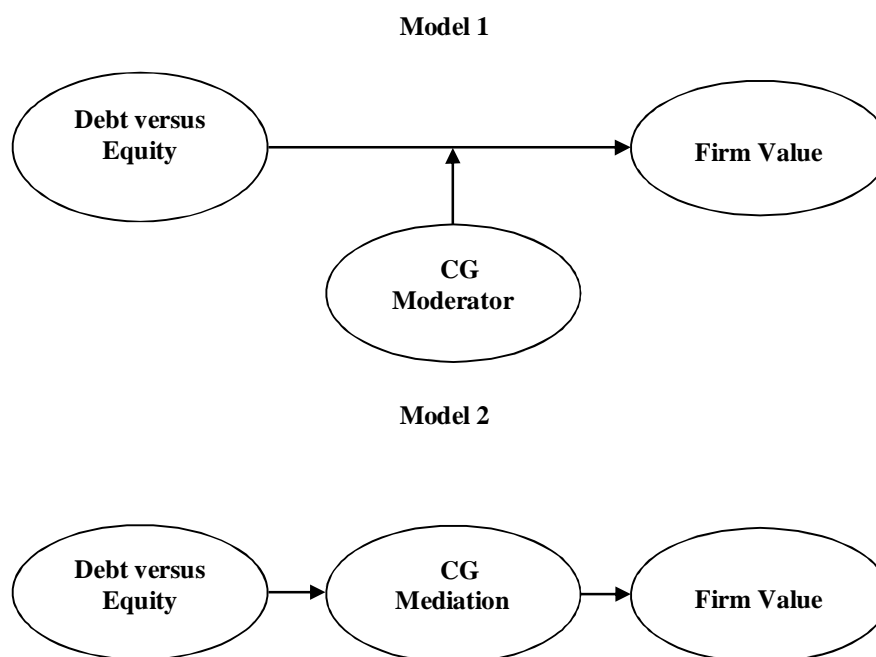 Model 1
Debt versus
Equity
Firm Value
CG
Moderator
Model 2
Debt versus
Equity
CG
Mediation
Firm Value